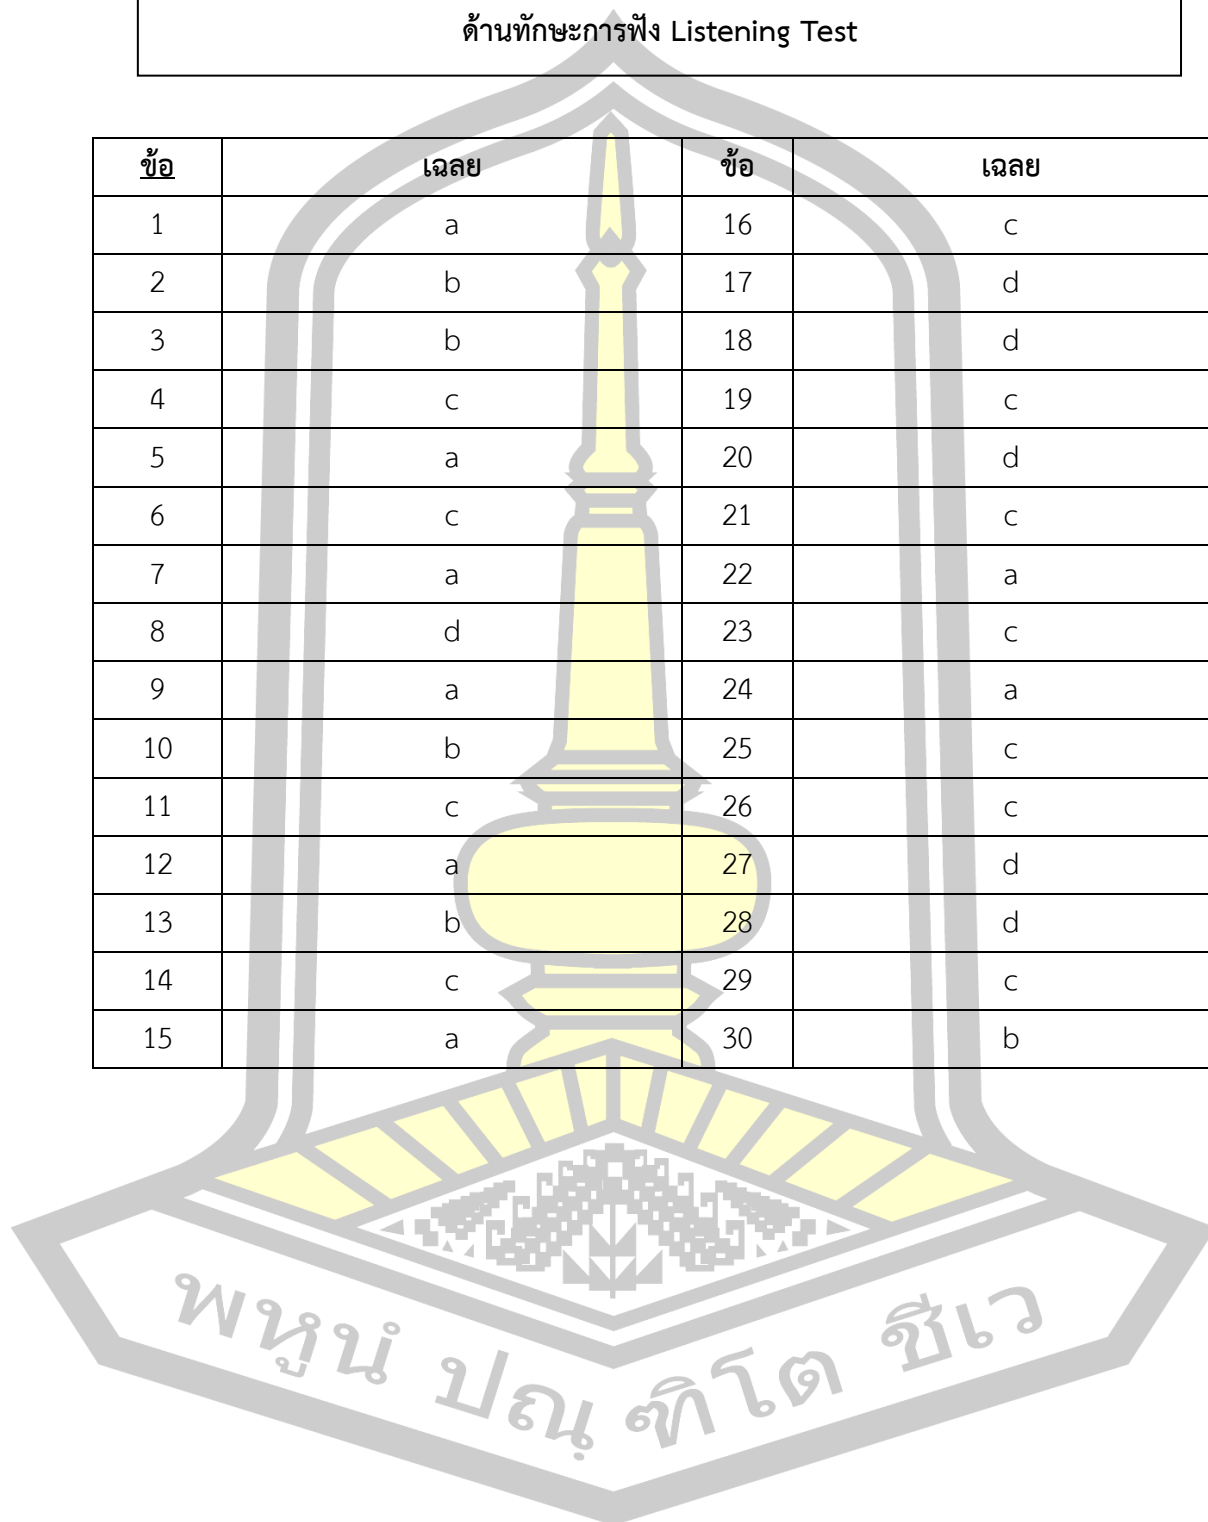 ด้านทักษะการฟัง Listening Test
ข้อ เฉลย ข้อ เฉลย
1 a 16 c
2 b 17 d
3 b 18 d
4 c 19 c
5 a 20 d
6 c 21 c
7 a 22 a
8 d 23 c
9 a 24 a
10 b 25 c
11 c 26 c
12 a 27 d
13 b 28 d
14 c 29 c
15 a 30 b
พหูนํ ปณฺฑิโต ชีเว